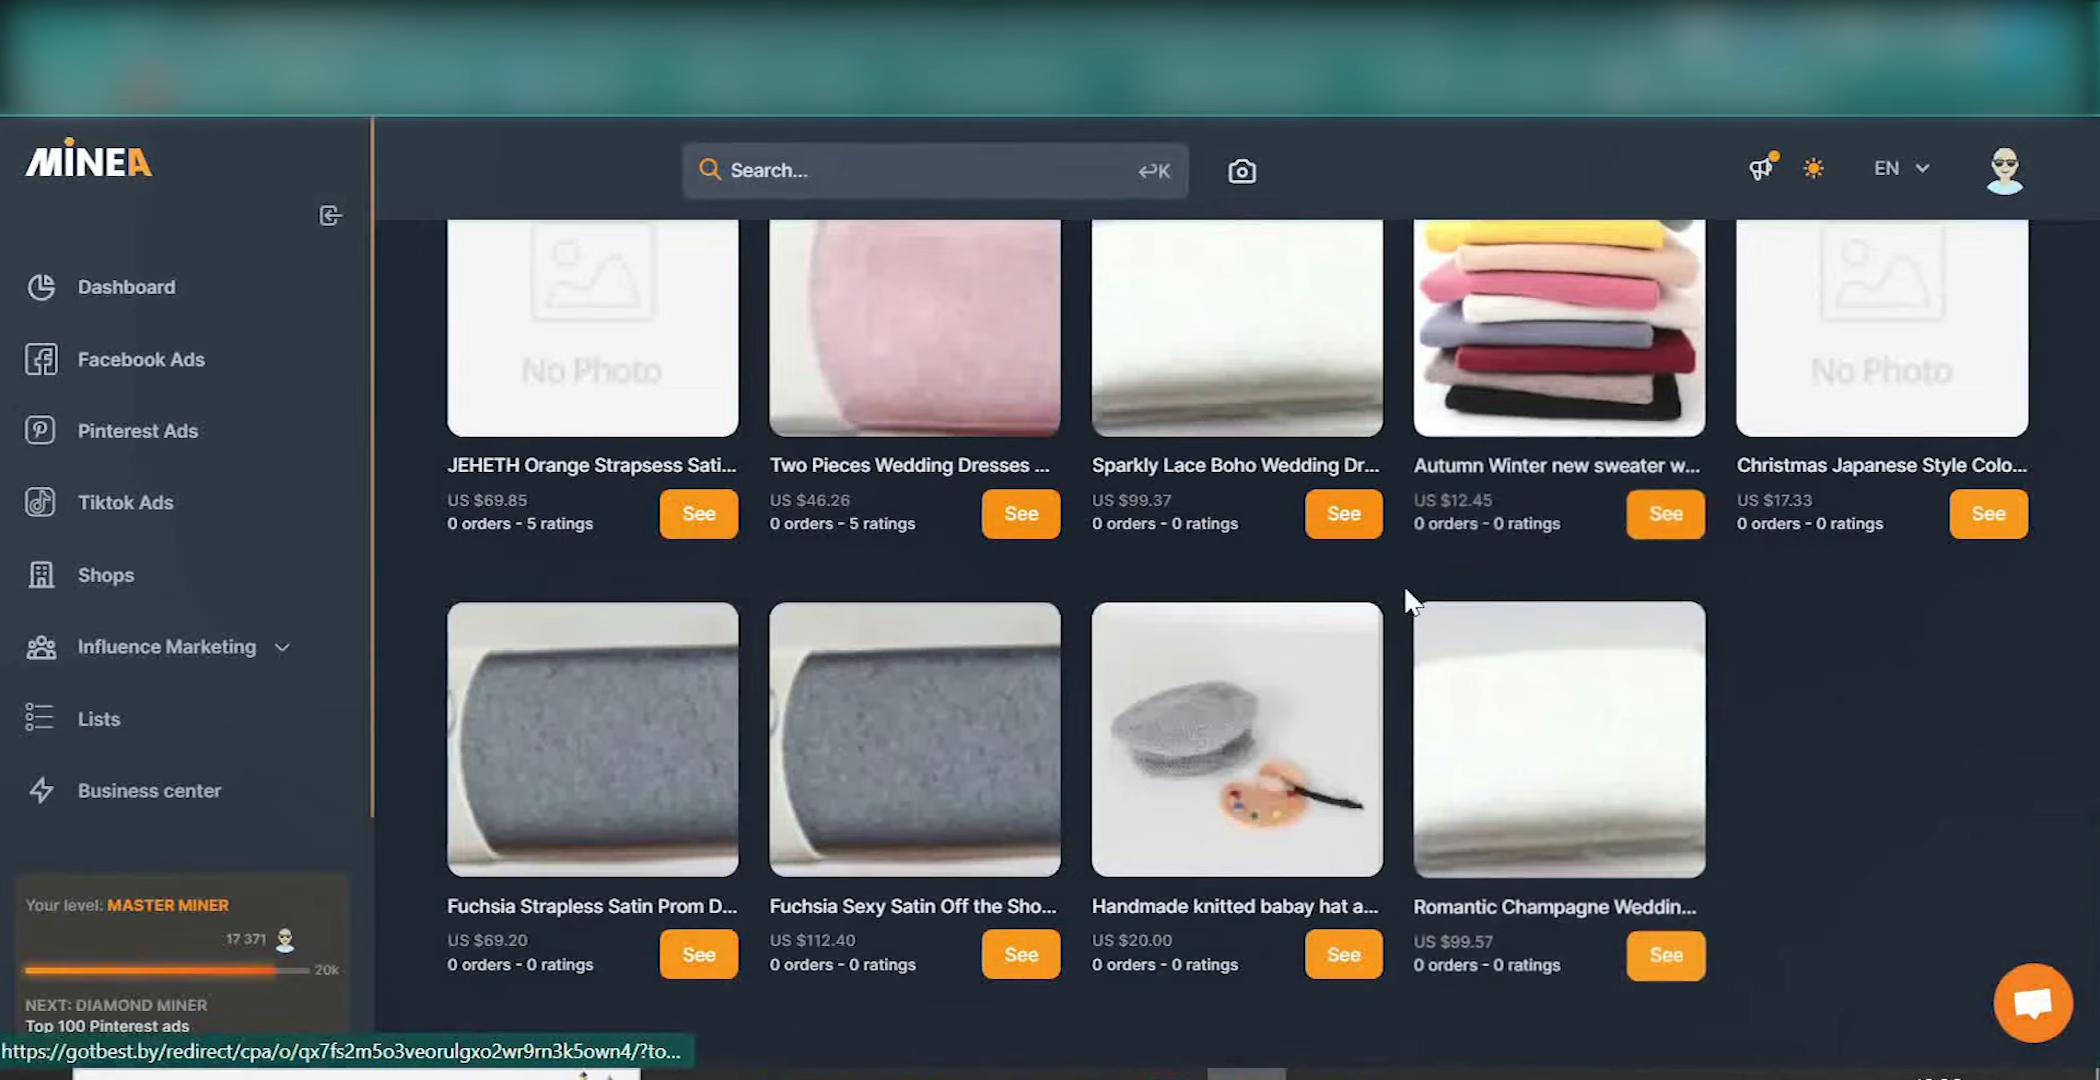 MINEA
Search...
K
EN
Dashboard
Facebook Ads
Pinterest Ads
Tiktok Ads
Shops
Influence Marketing
Lists
Business center
Your level: MASTER MINER
17 371
20k
NEXT: DIAMOND MINER
Top 100 Pinterest ads
No Photo
No Photo
JEHETH Orange Strapsess Sati...
US $69.85
0 orders - 5 ratings
See
Two Pieces Wedding Dresses ...
US $46.26
0 orders - 5 ratings
See
Sparkly Lace Boho Wedding Dr...
US $99.37
0 orders - 0 ratings
See
Autumn Winter new sweater w...
US $12.45
0 orders - 0 ratings
See
Christmas Japanese Style Colo...
US $17.33
0 orders - 0 ratings
See
Fuchsia Strapless Satin Prom D...
US $69.20
0 orders - 0 ratings
See
Fuchsia Sexy Satin Off the Sho...
US $112.40
0 orders - 0 ratings
See
Handmade knitted babay hat a...
US $20.00
0 orders - 0 ratings
See
Romantic Champagne Weddin...
US $99.57
0 orders - 0 ratings
See
https://gotbest.by/redirect/cpa/o/qx7fs2m5o3veorulgxo2wr9rn3k5own4/?to...